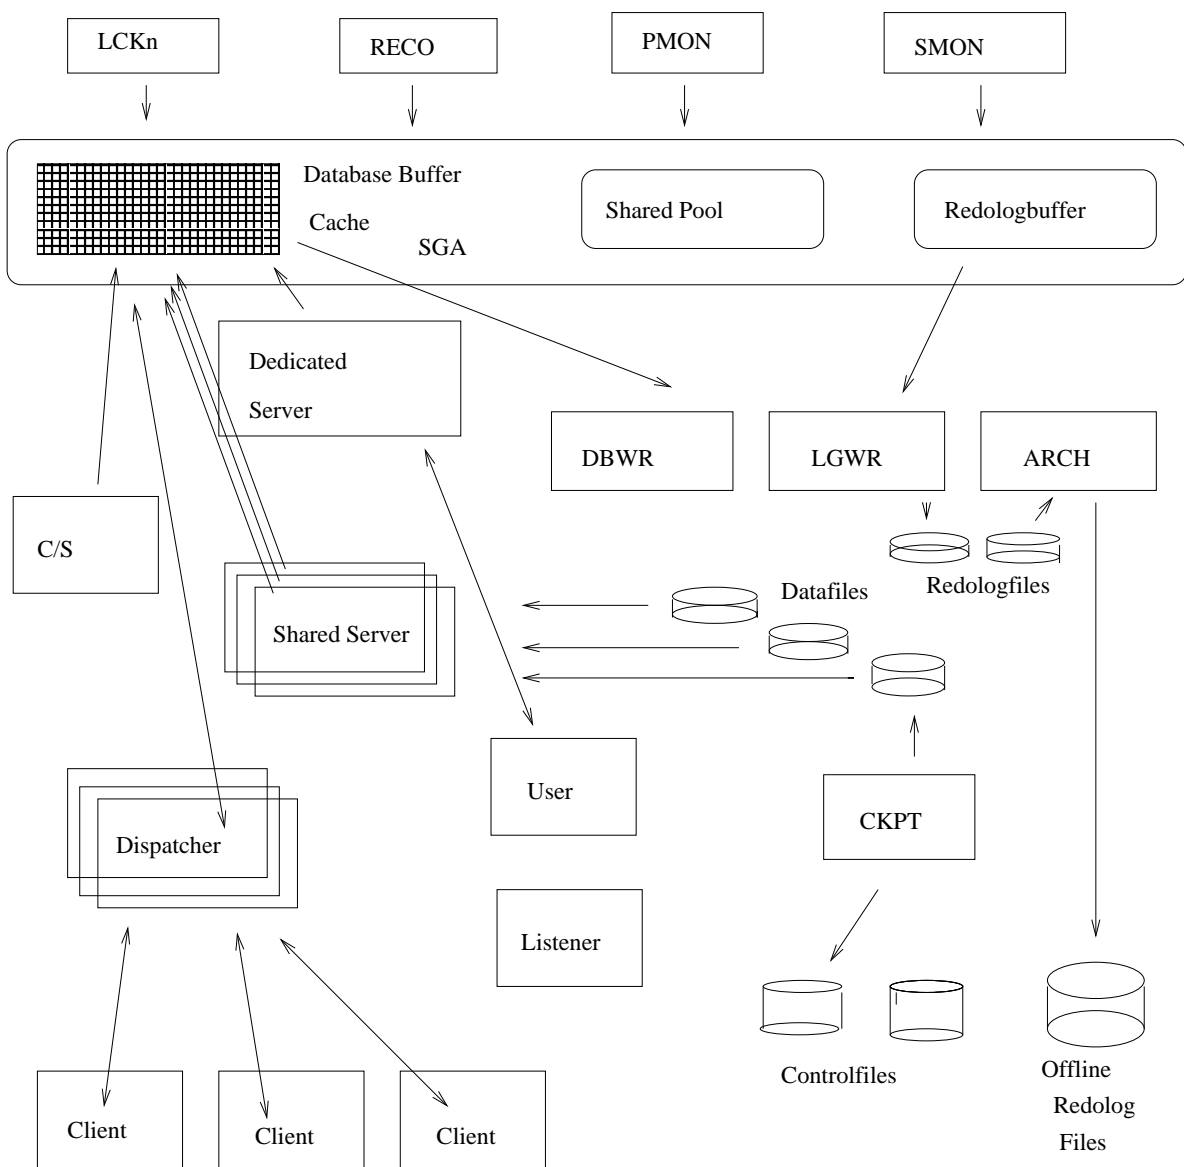 LCKn
RECO
PMON
SMON
Database Buffer
Cache
SGA
Shared Pool
Redologbuffer
Dedicated
Server
DBWR
LGWR
ARCH
C/S
Datafiles
Redologfiles
Shared Server
User
CKPT
Dispatcher
Listener
Controlfiles
Offline
Redolog
Files
Client
Client
Client